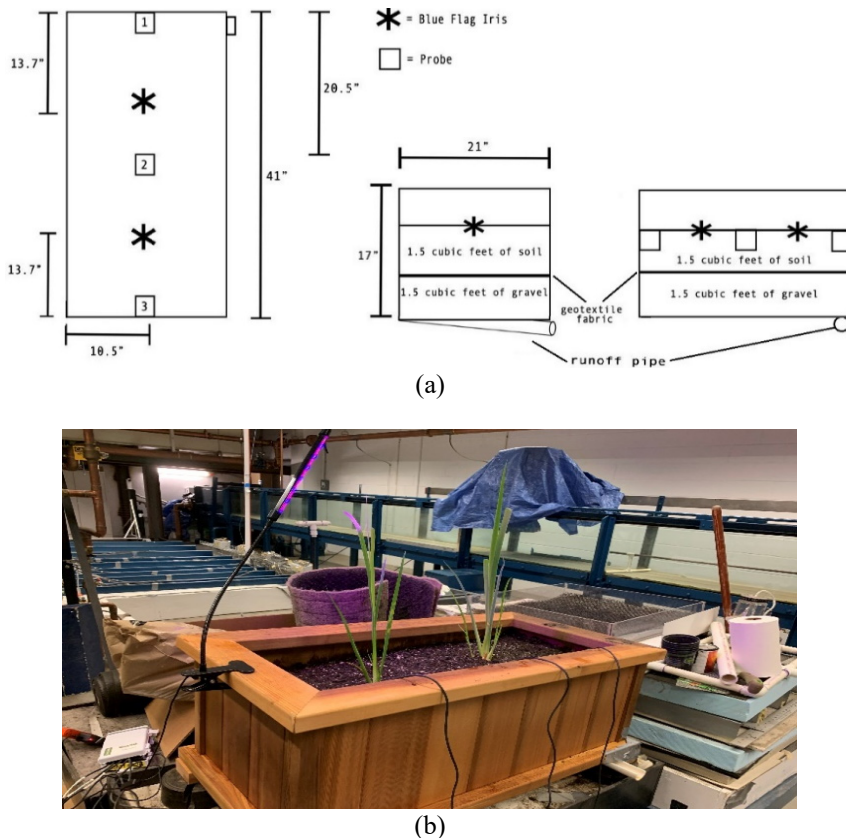 1
13.7"
2
13.7"
3
10.5"
41"
20.5"
= Blue Flag Iris
= Probe
21"
17"
1.5 cubic feet of soil
1.5 cubic feet of gravel
geotextile
fabric
1.5 cubic feet of soil
1.5 cubic feet of gravel
runoff pipe
(a)
(b)